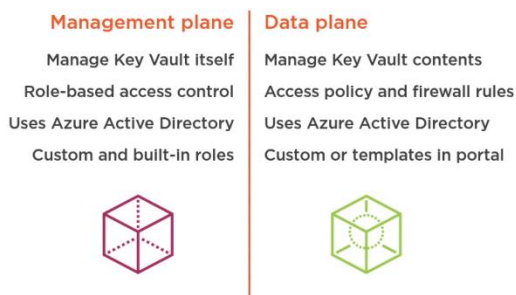 Management plane
Manage Key Vault itself
Role-based access control
Uses Azure Active Directory
Custom and built-in roles
Data plane
Manage Key Vault contents
Access policy and firewall rules
Uses Azure Active Directory
Custom or templates in portal